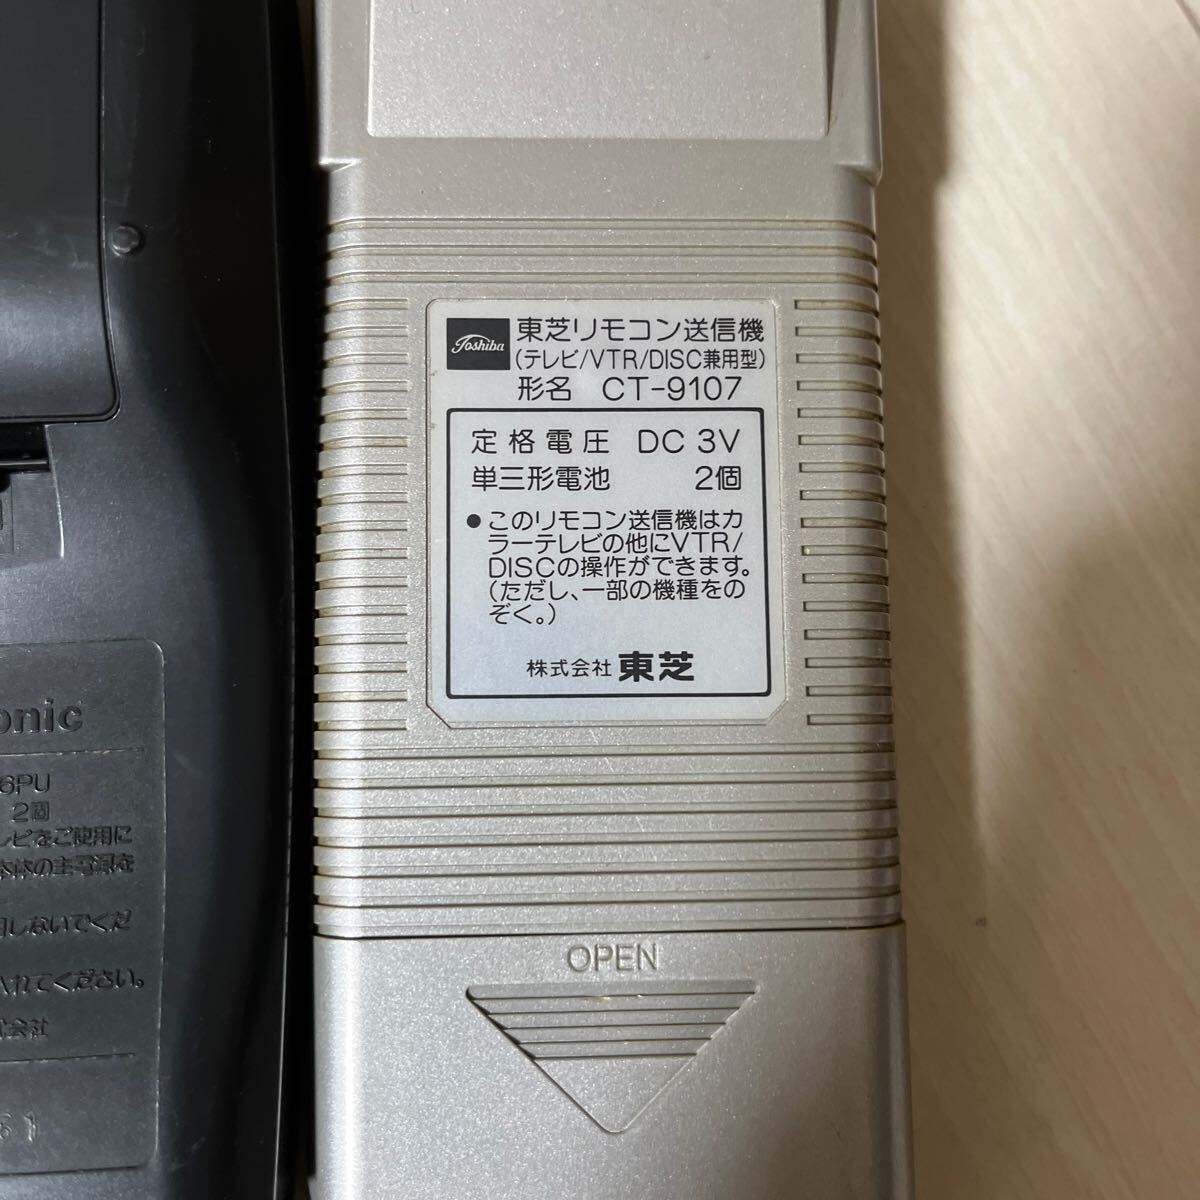 Toshiba
東芝リモコン送信機
(テレビ/VTR/DISC兼用型)
形名 CT-9107
定格電圧 DC 3V
単三形電池 2個
●このリモコン送信機はカ
ラーテレビの他にVTR/
DISCの操作ができます。
(ただし、一部の機種をの
ぞく。)
株式会社 東芝
OPEN
onic
6PU
2個
レビをご使用に
本体の主電源を
しないでくだ
入れてください。
式会社
61